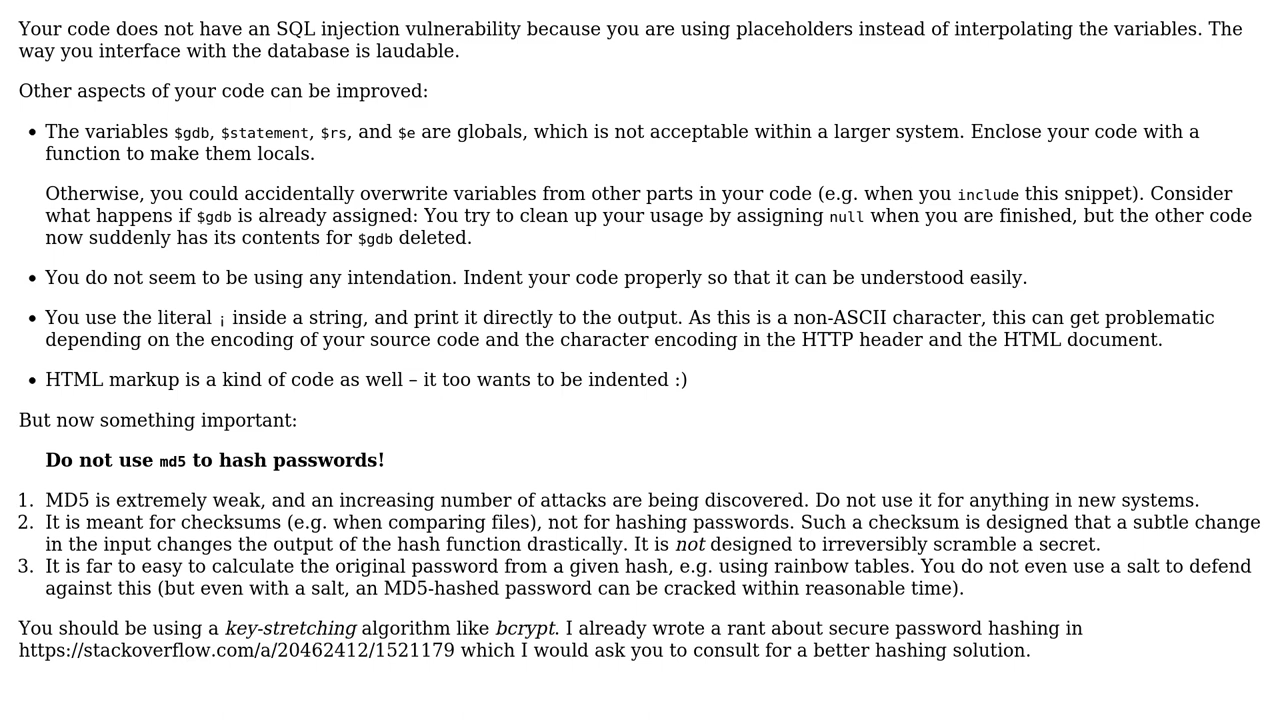 Your code does not have an SQL injection vulnerability because you are using placeholders instead of interpolating the variables. The
way you interface with the database is laudable.
Other aspects of your code can be improved:
• The variables $gdb, $statement, $rs, and $e are globals, which is not acceptable within a larger system. Enclose your code with a
function to make them locals.
Otherwise, you could accidentally overwrite variables from other parts in your code (e.g. when you include this snippet). Consider
what happens if $gdb is already assigned: You try to clean up your usage by assigning null when you are finished, but the other code
now suddenly has its contents for $gdb deleted.
• You do not seem to be using any intendation. Indent your code properly so that it can be understood easily.
• You use the literal ¡ inside a string, and print it directly to the output. As this is a non-ASCII character, this can get problematic
depending on the encoding of your source code and the character encoding in the HTTP header and the HTML document.
• HTML markup is a kind of code as well – it too wants to be indented :)
But now something important:
Do not use md5 to hash passwords!
1. MD5 is extremely weak, and an increasing number of attacks are being discovered. Do not use it for anything in new systems.
2. It is meant for checksums (e.g. when comparing files), not for hashing passwords. Such a checksum is designed that a subtle change
in the input changes the output of the hash function drastically. It is not designed to irreversibly scramble a secret.
3. It is far to easy to calculate the original password from a given hash, e.g. using rainbow tables. You do not even use a salt to defend
against this (but even with a salt, an MD5-hashed password can be cracked within reasonable time).
You should be using a key-stretching algorithm like bcrypt. I already wrote a rant about secure password hashing in
https://stackoverflow.com/a/20462412/1521179 which I would ask you to consult for a better hashing solution.